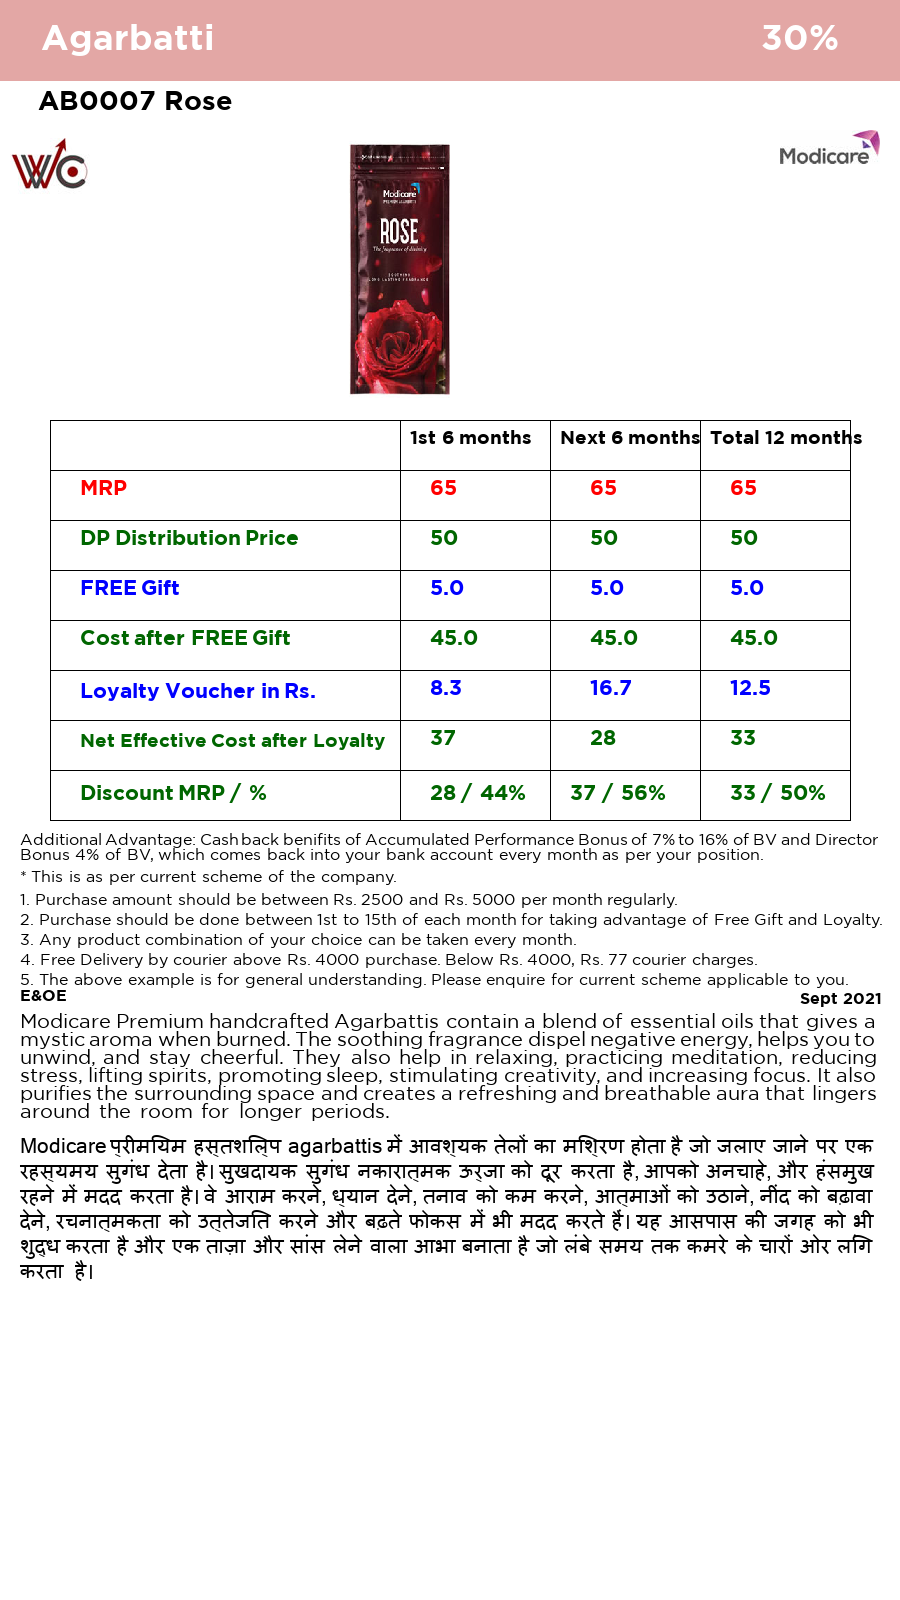 Agarbatti 30%
AB0007 Rose
WC
Modicare
Modicare
ROSE
The fragrance of divinity
SOOTHING
LONG LASTING FRAGRANCE
1st 6 months Next 6 months Total 12 months
MRP 65 65 65
DP Distribution Price 50 50 50
FREE Gift 5.0 5.0 5.0
Cost after FREE Gift 45.0 45.0 45.0
Loyalty Voucher in Rs. 8.3 16.7 12.5
Net Effective Cost after Loyalty 37 28 33
Discount MRP / % 28 / 44% 37 / 56% 33 / 50%
Additional Advantage: Cash back benifits of Accumulated Performance Bonus of 7% to 16% of BV and Director
Bonus 4% of BV, which comes back into your bank account every month as per your position.
* This is as per current scheme of the company.
1. Purchase amount should be between Rs. 2500 and Rs. 5000 per month regularly.
2. Purchase should be done between 1st to 15th of each month for taking advantage of Free Gift and Loyalty.
3. Any product combination of your choice can be taken every month.
4. Free Delivery by courier above Rs. 4000 purchase. Below Rs. 4000, Rs. 77 courier charges.
5. The above example is for general understanding. Please enquire for current scheme applicable to you.
E&OE Sept 2021
Modicare Premium handcrafted Agarbattis contain a blend of essential oils that gives a
mystic aroma when burned. The soothing fragrance dispel negative energy, helps you to
unwind, and stay cheerful. They also help in relaxing, practicing meditation, reducing
stress, lifting spirits, promoting sleep, stimulating creativity, and increasing focus. It also
purifies the surrounding space and creates a refreshing and breathable aura that lingers
around the room for longer periods.
Modicare प्रीमियम हस्तशिल्प agarbattis में आवश्यक तेलों का मिश्रण होता है जो जलाए जाने पर एक
रहस्यमय सुगंध देता है। सुखदायक सुगंध नकारात्मक ऊर्जा को दूर करता है, आपको अनचाहे, और हंसमुख
रहने में मदद करता है। वे आराम करने, ध्यान देने, तनाव को कम करने, आत्माओं को उठाने, नींद को बढ़ावा
देने, रचनात्मकता को उत्तेजित करने और बढ़ते फोकस में भी मदद करते हैं। यह आसपास की जगह को भी
शुद्ध करता है और एक ताज़ा और सांस लेने वाला आभा बनाता है जो लंबे समय तक कमरे के चारों ओर लिंग
करता है।